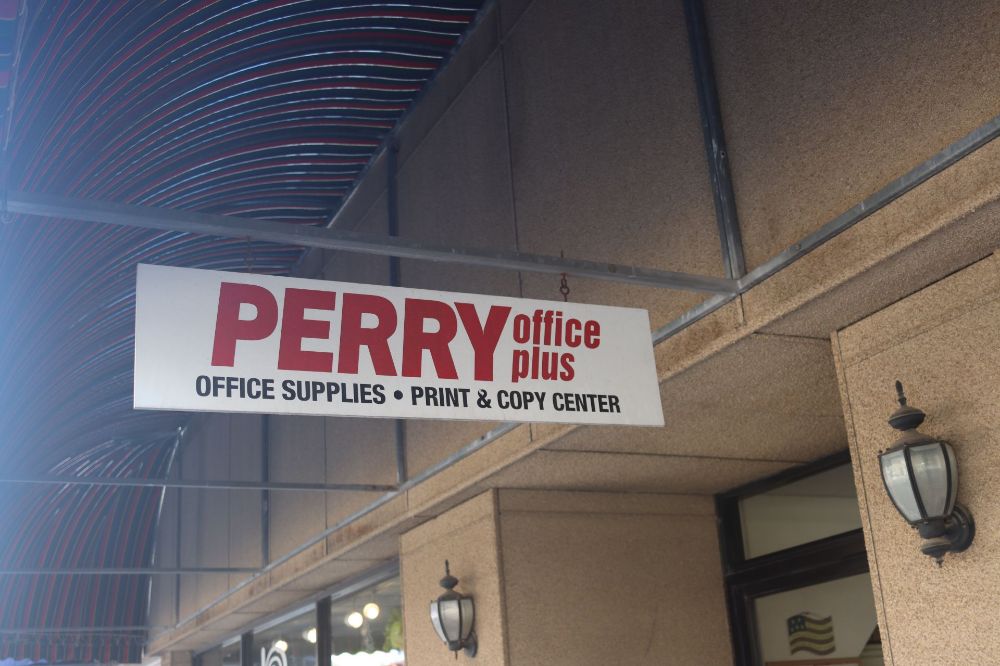 PERRY office plus
OFFICE SUPPLIES • PRINT & COPY CENTER